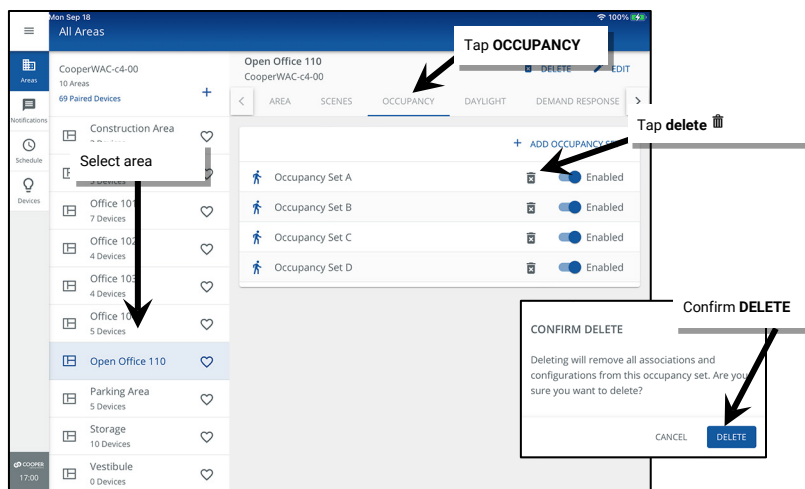 Mon Sep 18
100%
All Areas
Tap OCCUPANCY
Areas
CooperWAC-c4-00
10 Areas
69 Paired Devices
+
Open Office 110
CooperWAC-c4-00
DELETE
EDIT
AREA
SCENES
OCCUPANCY
DAYLIGHT
DEMAND RESPONSE
Notifications
Tap delete
Construction Area
+ ADD OCCUPANCY
Schedule
Select area
Devices
Occupancy Set A
Enabled
Office 101
7 Devices
Occupancy Set B
Enabled
Office 102
4 Devices
Occupancy Set C
Enabled
Office 103
4 Devices
Occupancy Set D
Enabled
Office
5 Devices
Confirm DELETE
CONFIRM DELETE
Open Office 110
Deleting will remove all associations and
configurations from this occupancy set. Are you
sure you want to delete?
Parking Area
5 Devices
Storage
10 Devices
CANCEL
DELETE
COOPER
17:00
Vestibule
0 Devices